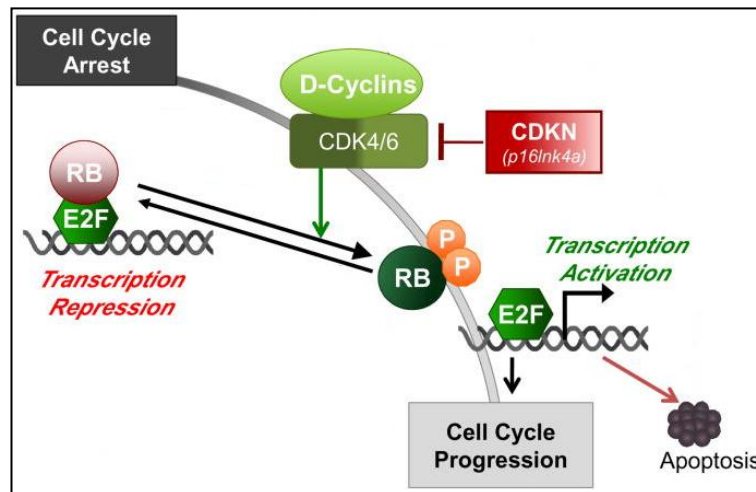 Cell Cycle
Arrest
D-Cyclins
CDK4/6
CDKN
(p16Ink4a)
RB
E2F
Transcription
Repression
P
P
RB
Transcription
Activation
E2F
Cell Cycle
Progression
Apoptosis